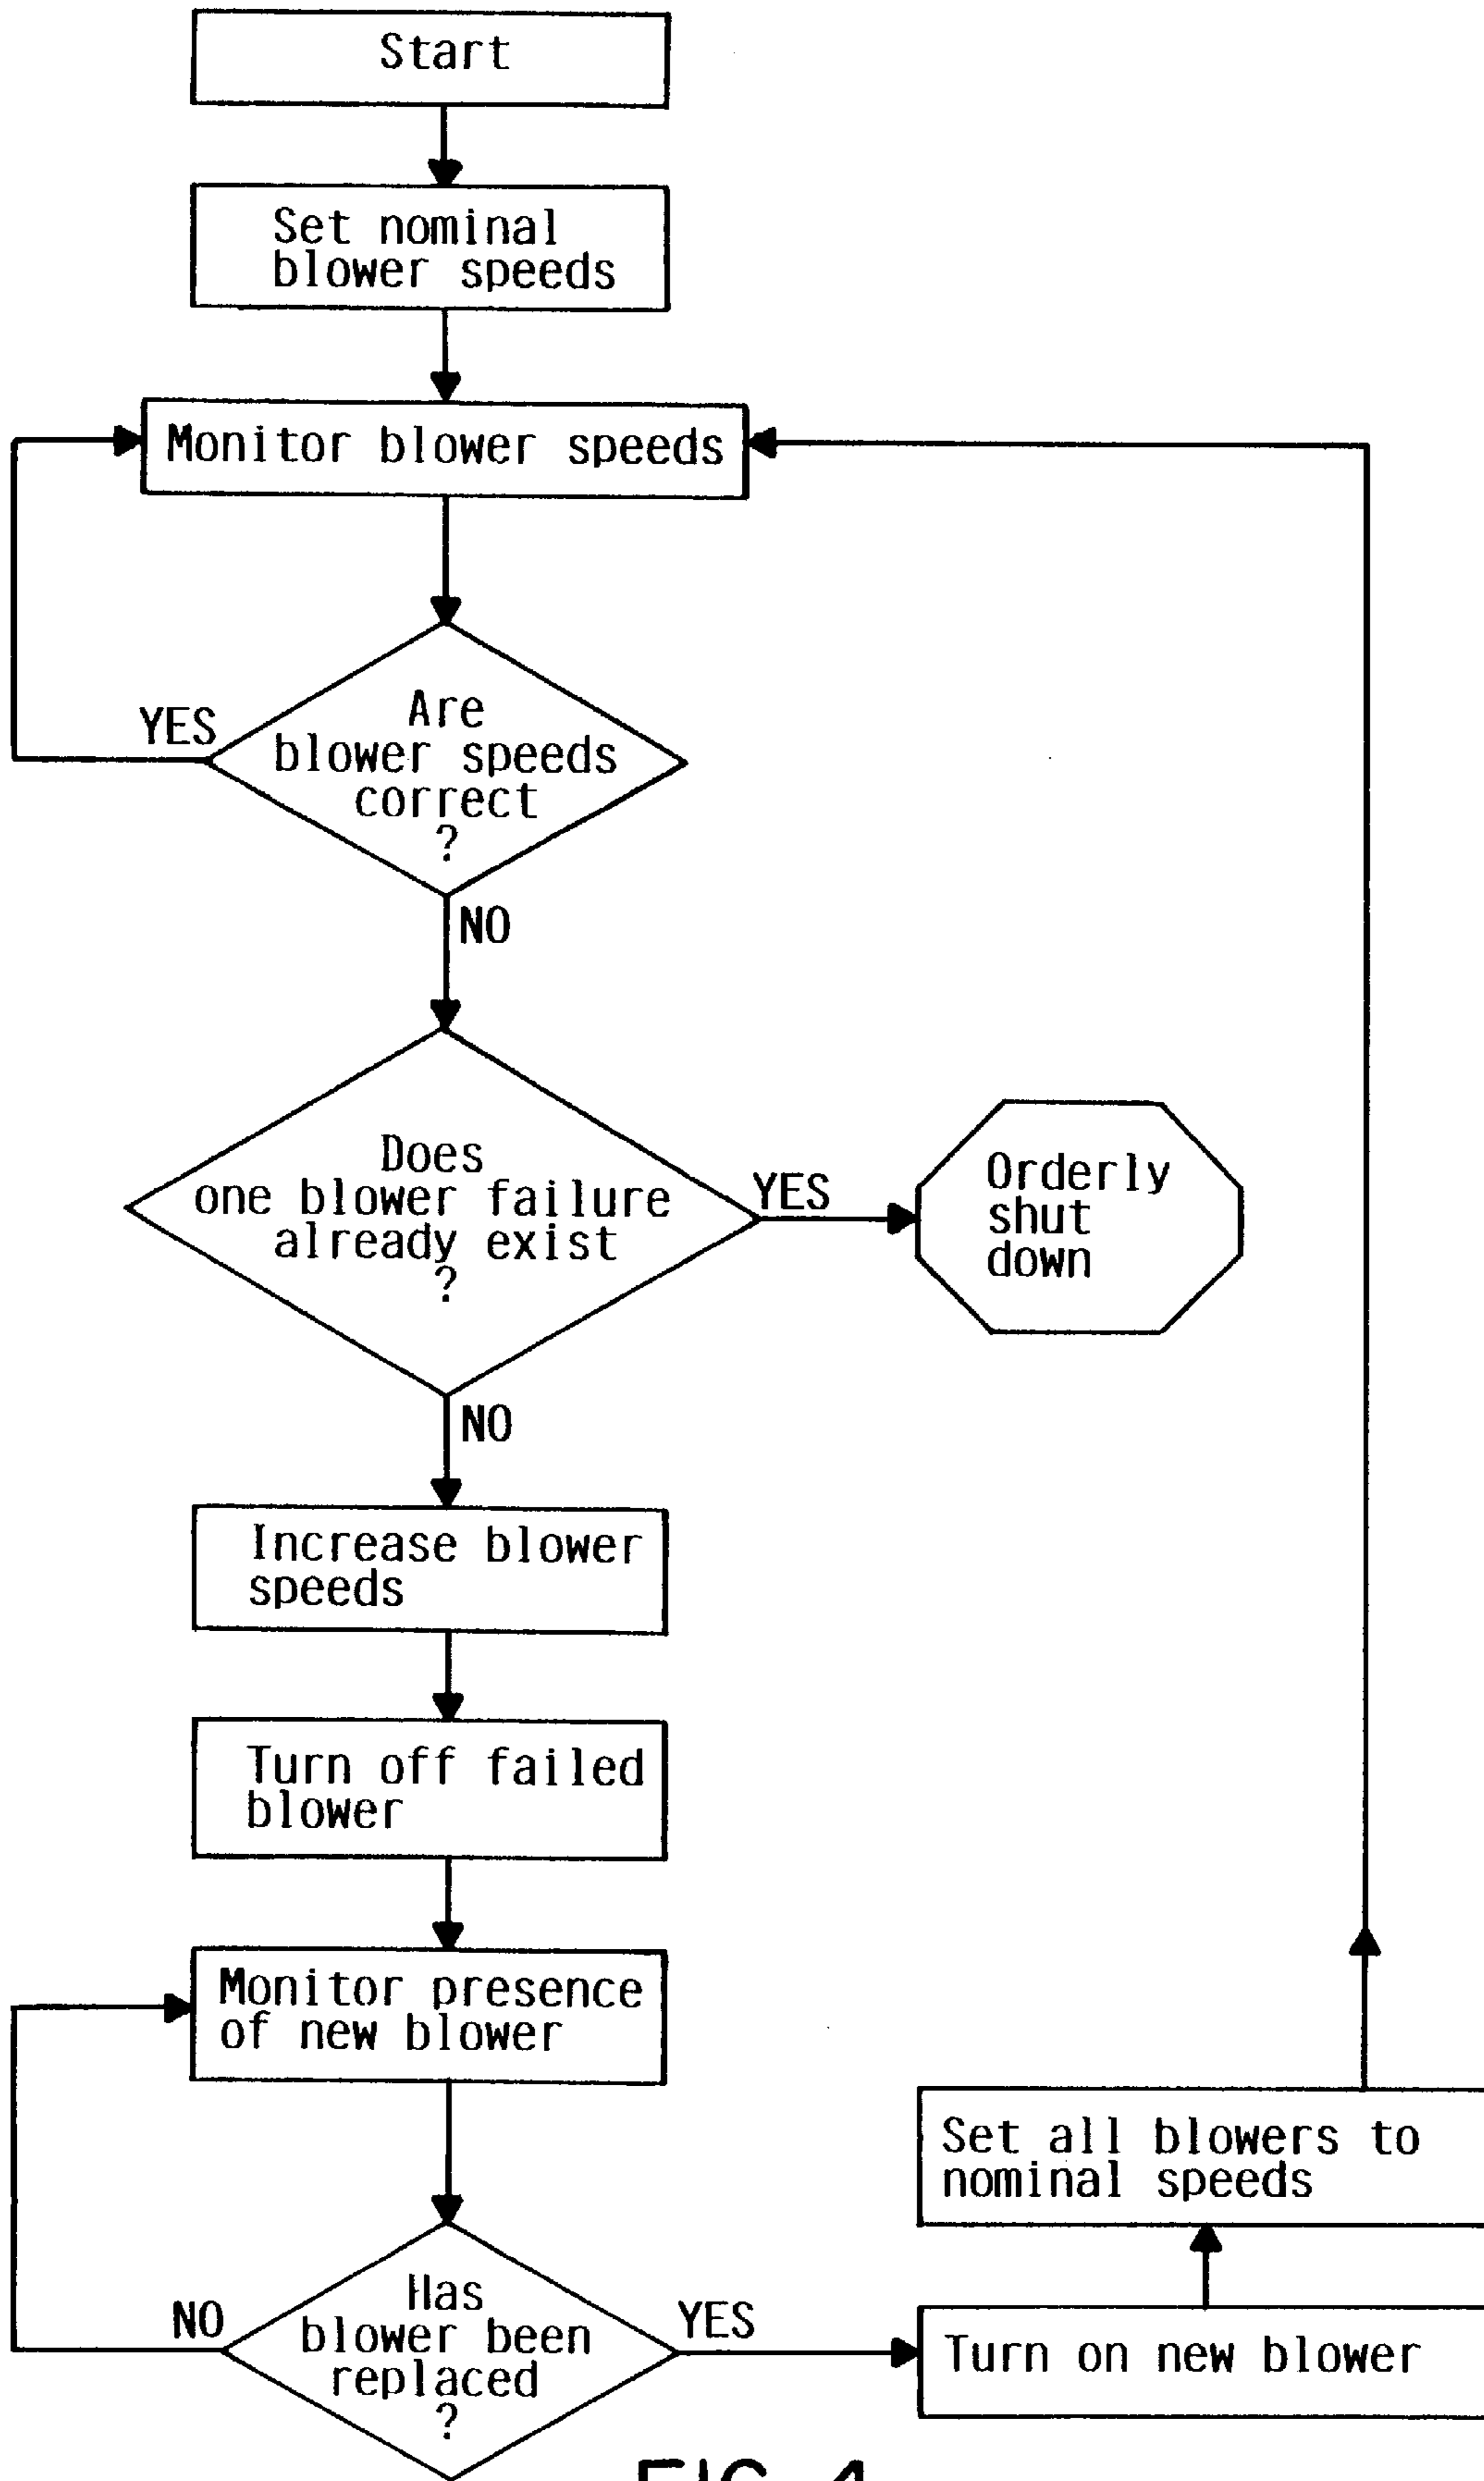 Start
Set nominal
blower speeds
Monitor blower speeds
Are
blower speeds
correct
?
YES
NO
Does
one blower failure
already exist
?
YES
Orderly
shut
down
NO
Increase blower
speeds
Turn off failed
blower
Monitor presence
of new blower
Has
blower been
replaced
?
NO
YES
Turn on new blower
Set all blowers to
nominal speeds